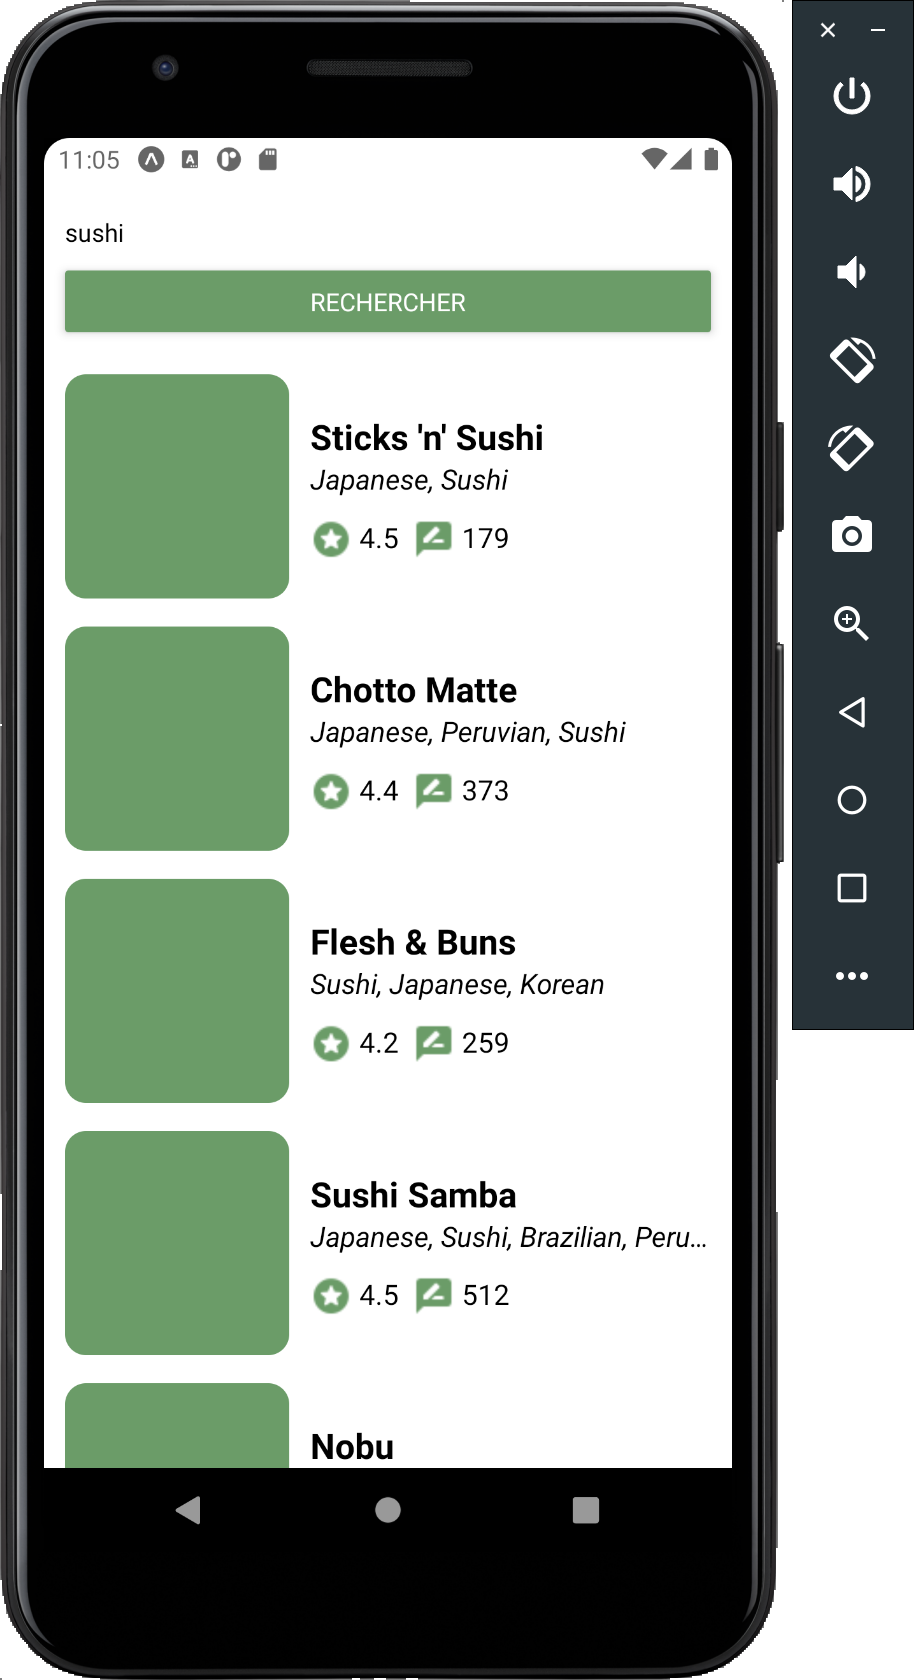 11:05
sushi
RECHERCHER
Sticks 'n' Sushi
Japanese, Sushi
4.5 179
Chotto Matte
Japanese, Peruvian, Sushi
4.4 373
Flesh & Buns
Sushi, Japanese, Korean
4.2 259
Sushi Samba
Japanese, Sushi, Brazilian, Peru...
4.5 512
Nobu